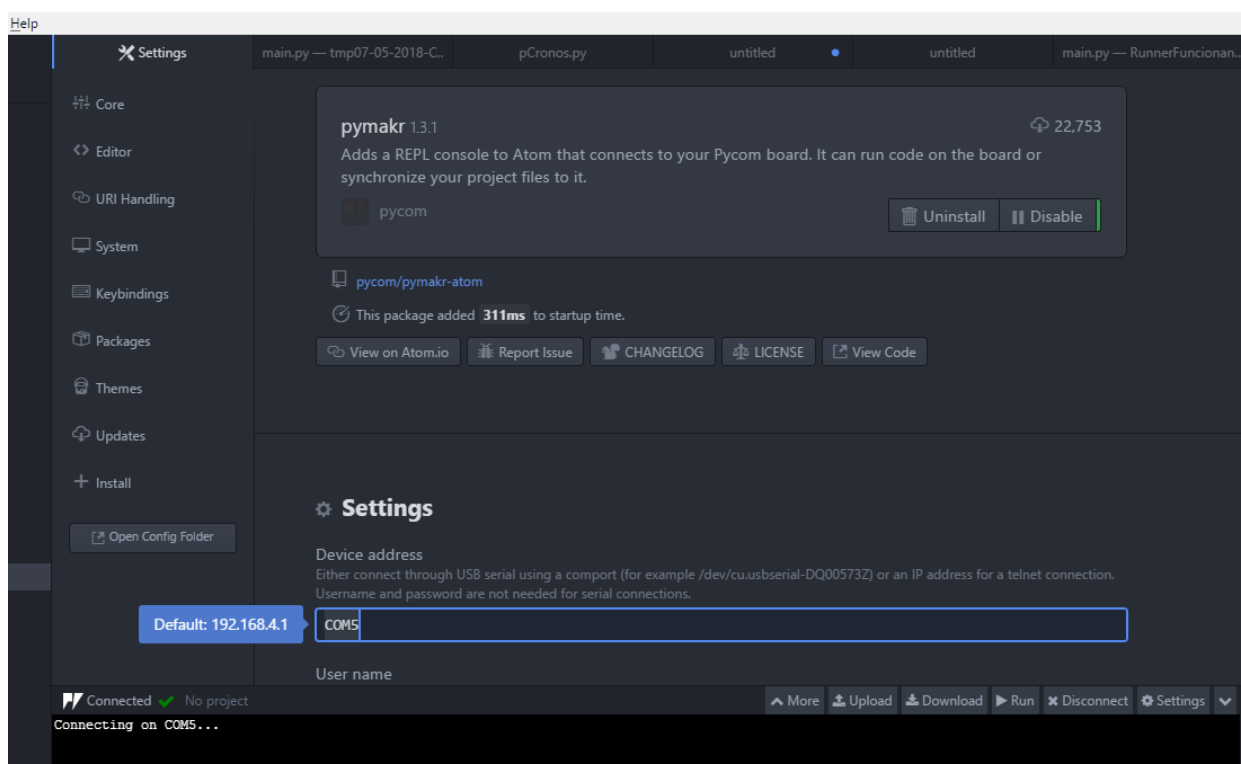 Help
Settings
main.py — tmp07-05-2018-C..
pCronos.py
untitled
untitled
main.py — RunnerFuncionan..
Core
Editor
URI Handling
System
Keybindings
Packages
Themes
Updates
Install
Open Config Folder
pymakr 1.3.1
22,753
Adds a REPL console to Atom that connects to your Pycom board. It can run code on the board or
synchronize your project files to it.
pycom
Uninstall
Disable
pycom/pymakr-atom
This package added 311ms to startup time.
View on Atom.io
Report Issue
CHANGELOG
LICENSE
View Code
Settings
Device address
Either connect through USB serial using a comport (for example /dev/cu.usbserial-DQ00573Z) or an IP address for a telnet connection.
Username and password are not needed for serial connections.
Default: 192.168.4.1
COM5
User name
Connected
No project
More
Upload
Download
Run
Disconnect
Settings
Connecting on COM5...